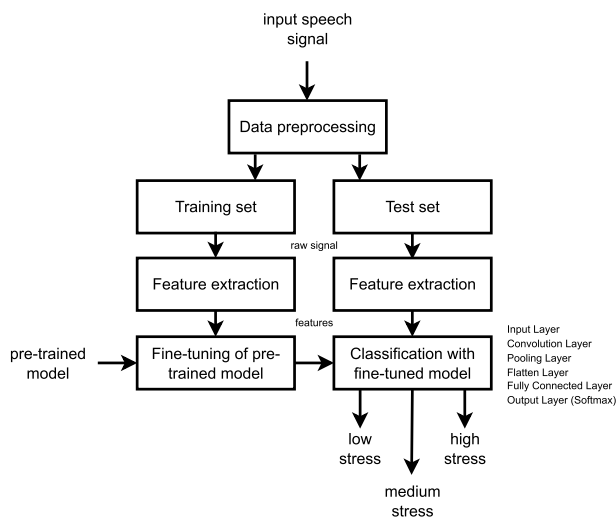 input speech
signal
Data preprocessing
Training set
Test set
raw signal
Feature extraction
Feature extraction
features
pre-trained
model
Fine-tuning of pre-
trained model
Classification with
fine-tuned model
Input Layer
Convolution Layer
Pooling Layer
Flatten Layer
Fully Connected Layer
Output Layer (Softmax)
low
stress
high
stress
medium
stress